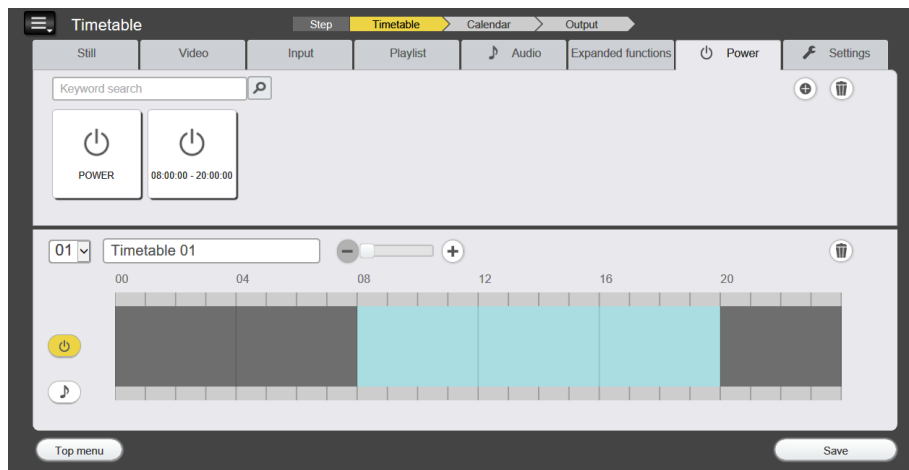 Timetable
Step Timetable Calendar Output
Still Video Input Playlist Audio Expanded functions Power Settings
Keyword search
POWER 08:00:00 - 20:00:00
01 Timetable 01
00 04 08 12 16 20
Top menu Save